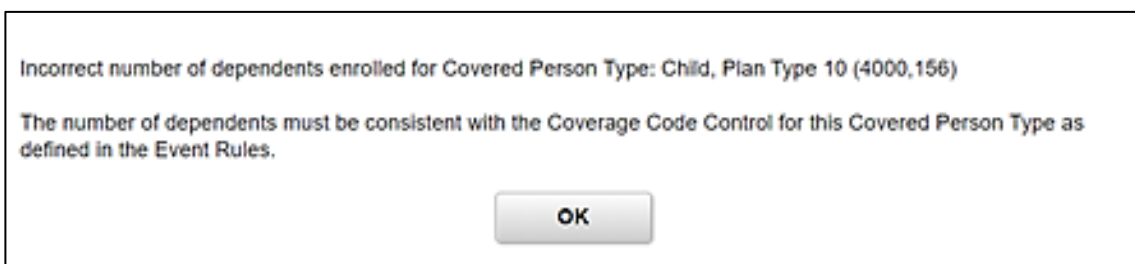 Incorrect number of dependents enrolled for Covered Person Type: Child, Plan Type 10 (4000,156)
The number of dependents must be consistent with the Coverage Code Control for this Covered Person Type as
defined in the Event Rules.
OK